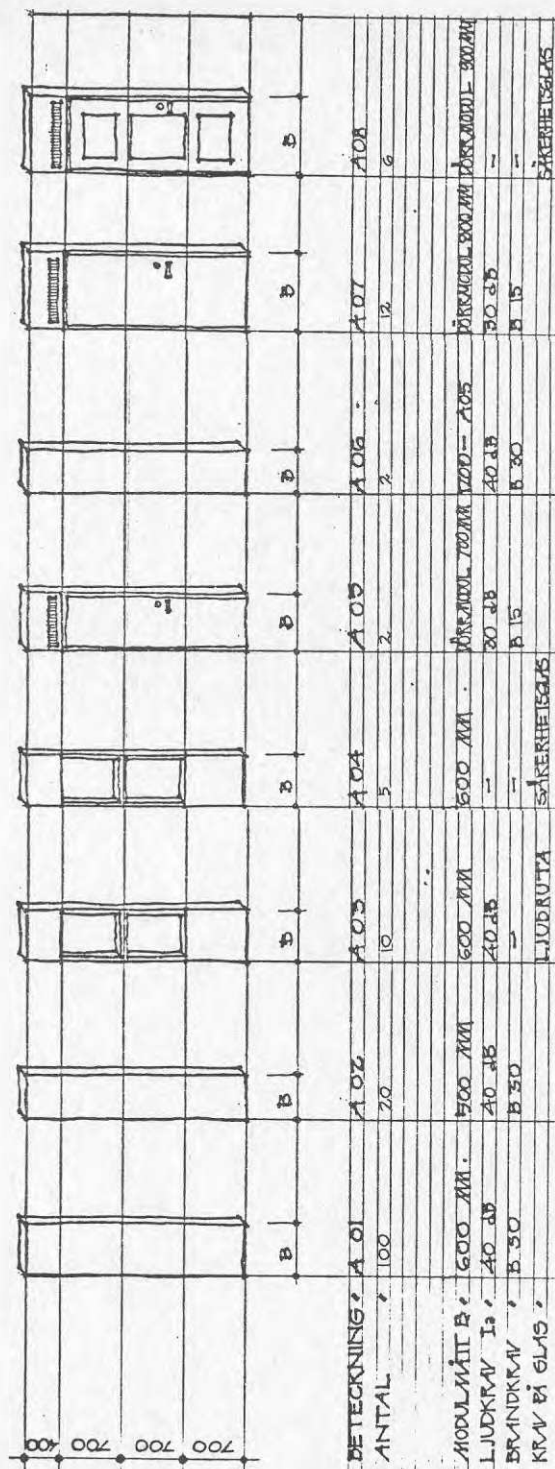 400 700 700 700
B B B B B B B B
BETECKNING. A 01 A 02 A 03 A 04 A 05 A 06 A 07 A 08
ANTAL 100 20 10 5 2 2 12 6
MODULMÅTT B. 600 MM. 500 MM 600 MM 600 MM. DÖRRMODUL 700 MM 1200 - A05 DÖRRMODUL 800 MM DÖRRMODUL 900 MM
LJUDKRAV Ia. 40 dB 40 dB 40 dB - 30 dB 40 dB 30 dB -
BRANDKRAV. B 30 B 30 - - B 15 B 30 B 15 -
KRAV PÅ GLAS. LJUDRUTA SÄKERHETSGLAS SÄKERHETSGLAS